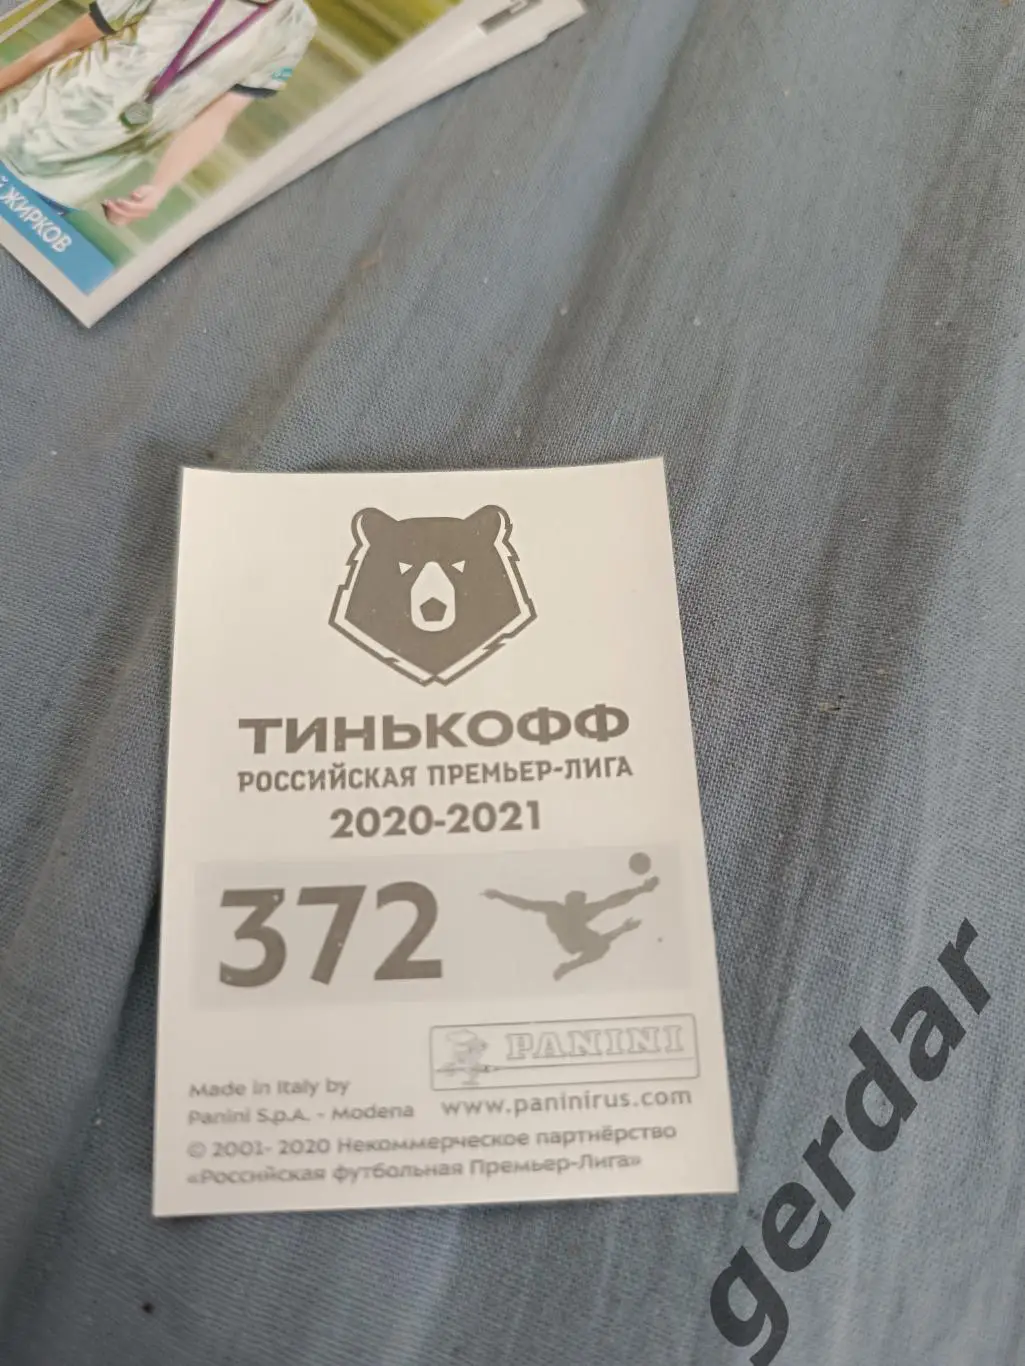 ЖИРКОВ
ТИНЬКОФФ
РОССИЙСКАЯ ПРЕМЬЕР-ЛИГА
2020-2021
372
PANINI
Made in Italy by
Panini S.p.A. - Modena
www.paninirus.com
© 2001- 2020 Некоммерческое партнёрство
«Российская футбольная Премьер-Лига»
gerdar